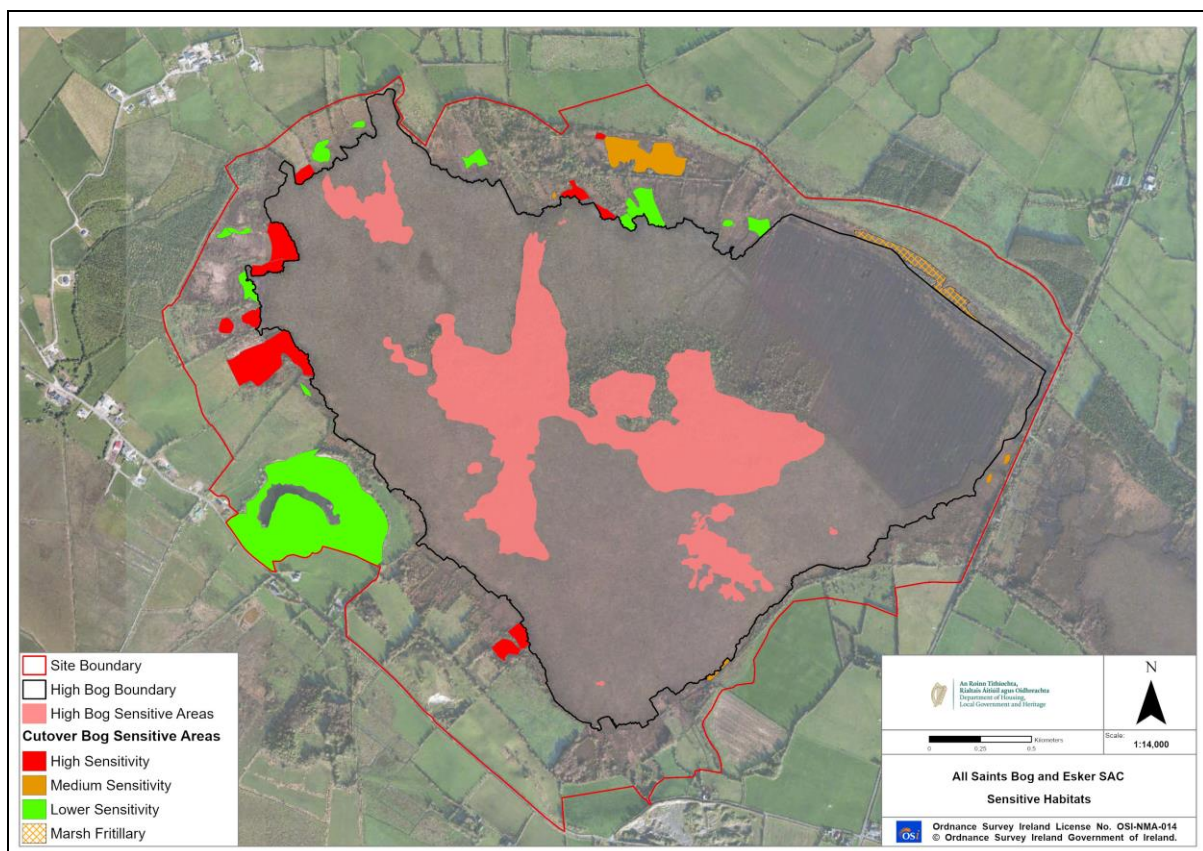 Site Boundary
High Bog Boundary
High Bog Sensitive Areas
Cutover Bog Sensitive Areas
High Sensitivity
Medium Sensitivity
Lower Sensitivity
Marsh Fritillary
An Roinn Tithíochta,
Rialtais Áitiúil agus Oidhreachta
Department of Housing,
Local Government and Heritage
N
Kilometers
0 0.25 0.5
Scale:
1:14,000
All Saints Bog and Esker SAC
Sensitive Habitats
OSi
Ordnance Survey Ireland License No. OSI-NMA-014
© Ordnance Survey Ireland Government of Ireland.